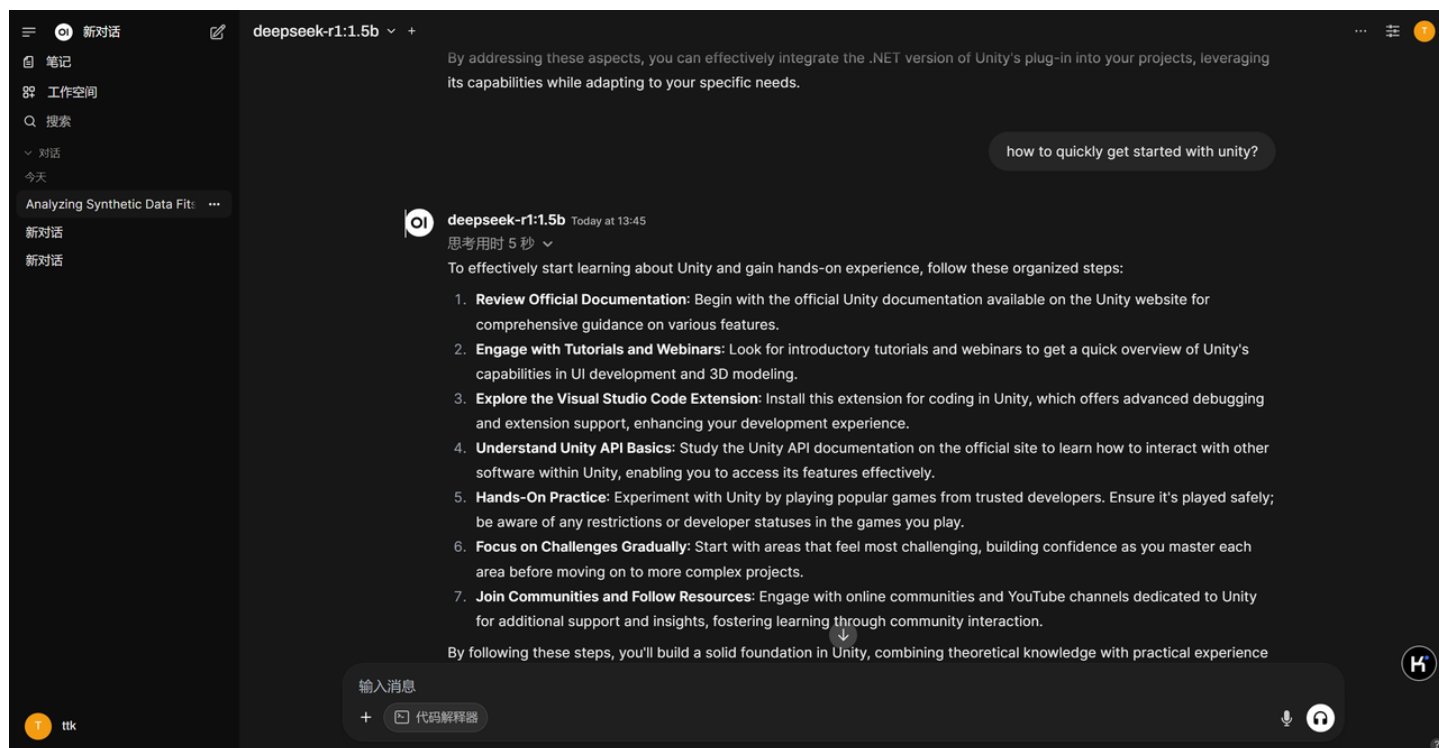 新对话
笔记
工作空间
搜索
对话
今天
Analyzing Synthetic Data Fits
新对话
新对话
ttk
deepseek-r1:1.5b
By addressing these aspects, you can effectively integrate the .NET version of Unity's plug-in into your projects, leveraging
its capabilities while adapting to your specific needs.
how to quickly get started with unity?
OI
deepseek-r1:1.5b Today at 13:45
思考用时 5 秒
To effectively start learning about Unity and gain hands-on experience, follow these organized steps:
1. Review Official Documentation: Begin with the official Unity documentation available on the Unity website for
comprehensive guidance on various features.
2. Engage with Tutorials and Webinars: Look for introductory tutorials and webinars to get a quick overview of Unity's
capabilities in UI development and 3D modeling.
3. Explore the Visual Studio Code Extension: Install this extension for coding in Unity, which offers advanced debugging
and extension support, enhancing your development experience.
4. Understand Unity API Basics: Study the Unity API documentation on the official site to learn how to interact with other
software within Unity, enabling you to access its features effectively.
5. Hands-On Practice: Experiment with Unity by playing popular games from trusted developers. Ensure it's played safely;
be aware of any restrictions or developer statuses in the games you play.
6. Focus on Challenges Gradually: Start with areas that feel most challenging, building confidence as you master each
area before moving on to more complex projects.
7. Join Communities and Follow Resources: Engage with online communities and YouTube channels dedicated to Unity
for additional support and insights, fostering learning through community interaction.
By following these steps, you'll build a solid foundation in Unity, combining theoretical knowledge with practical experience
输入消息
代码解释器
T
T
K